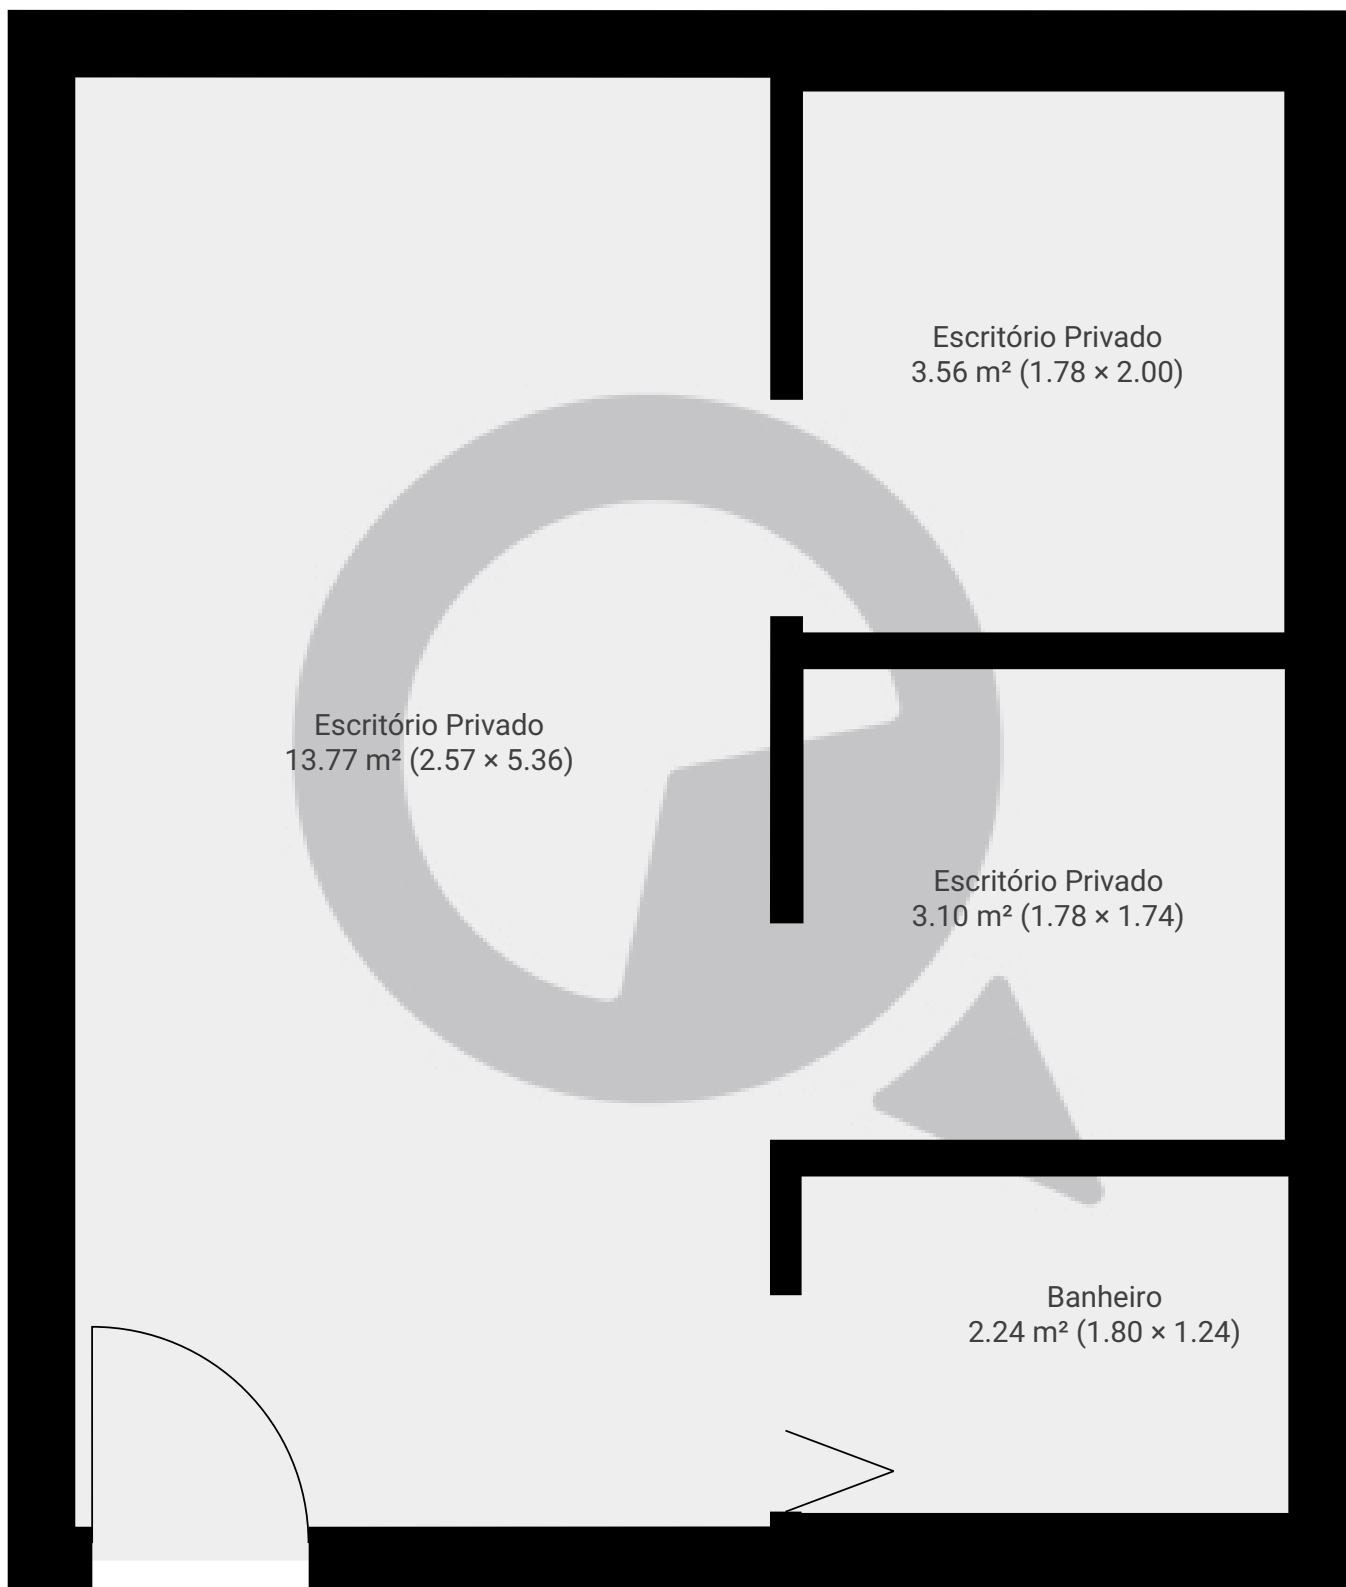 Escritório Privado
3.56 m² (1.78 × 2.00)
Escritório Privado
13.77 m² (2.57 × 5.36)
Escritório Privado
3.10 m² (1.78 × 1.74)
Banheiro
2.24 m² (1.80 × 1.24)